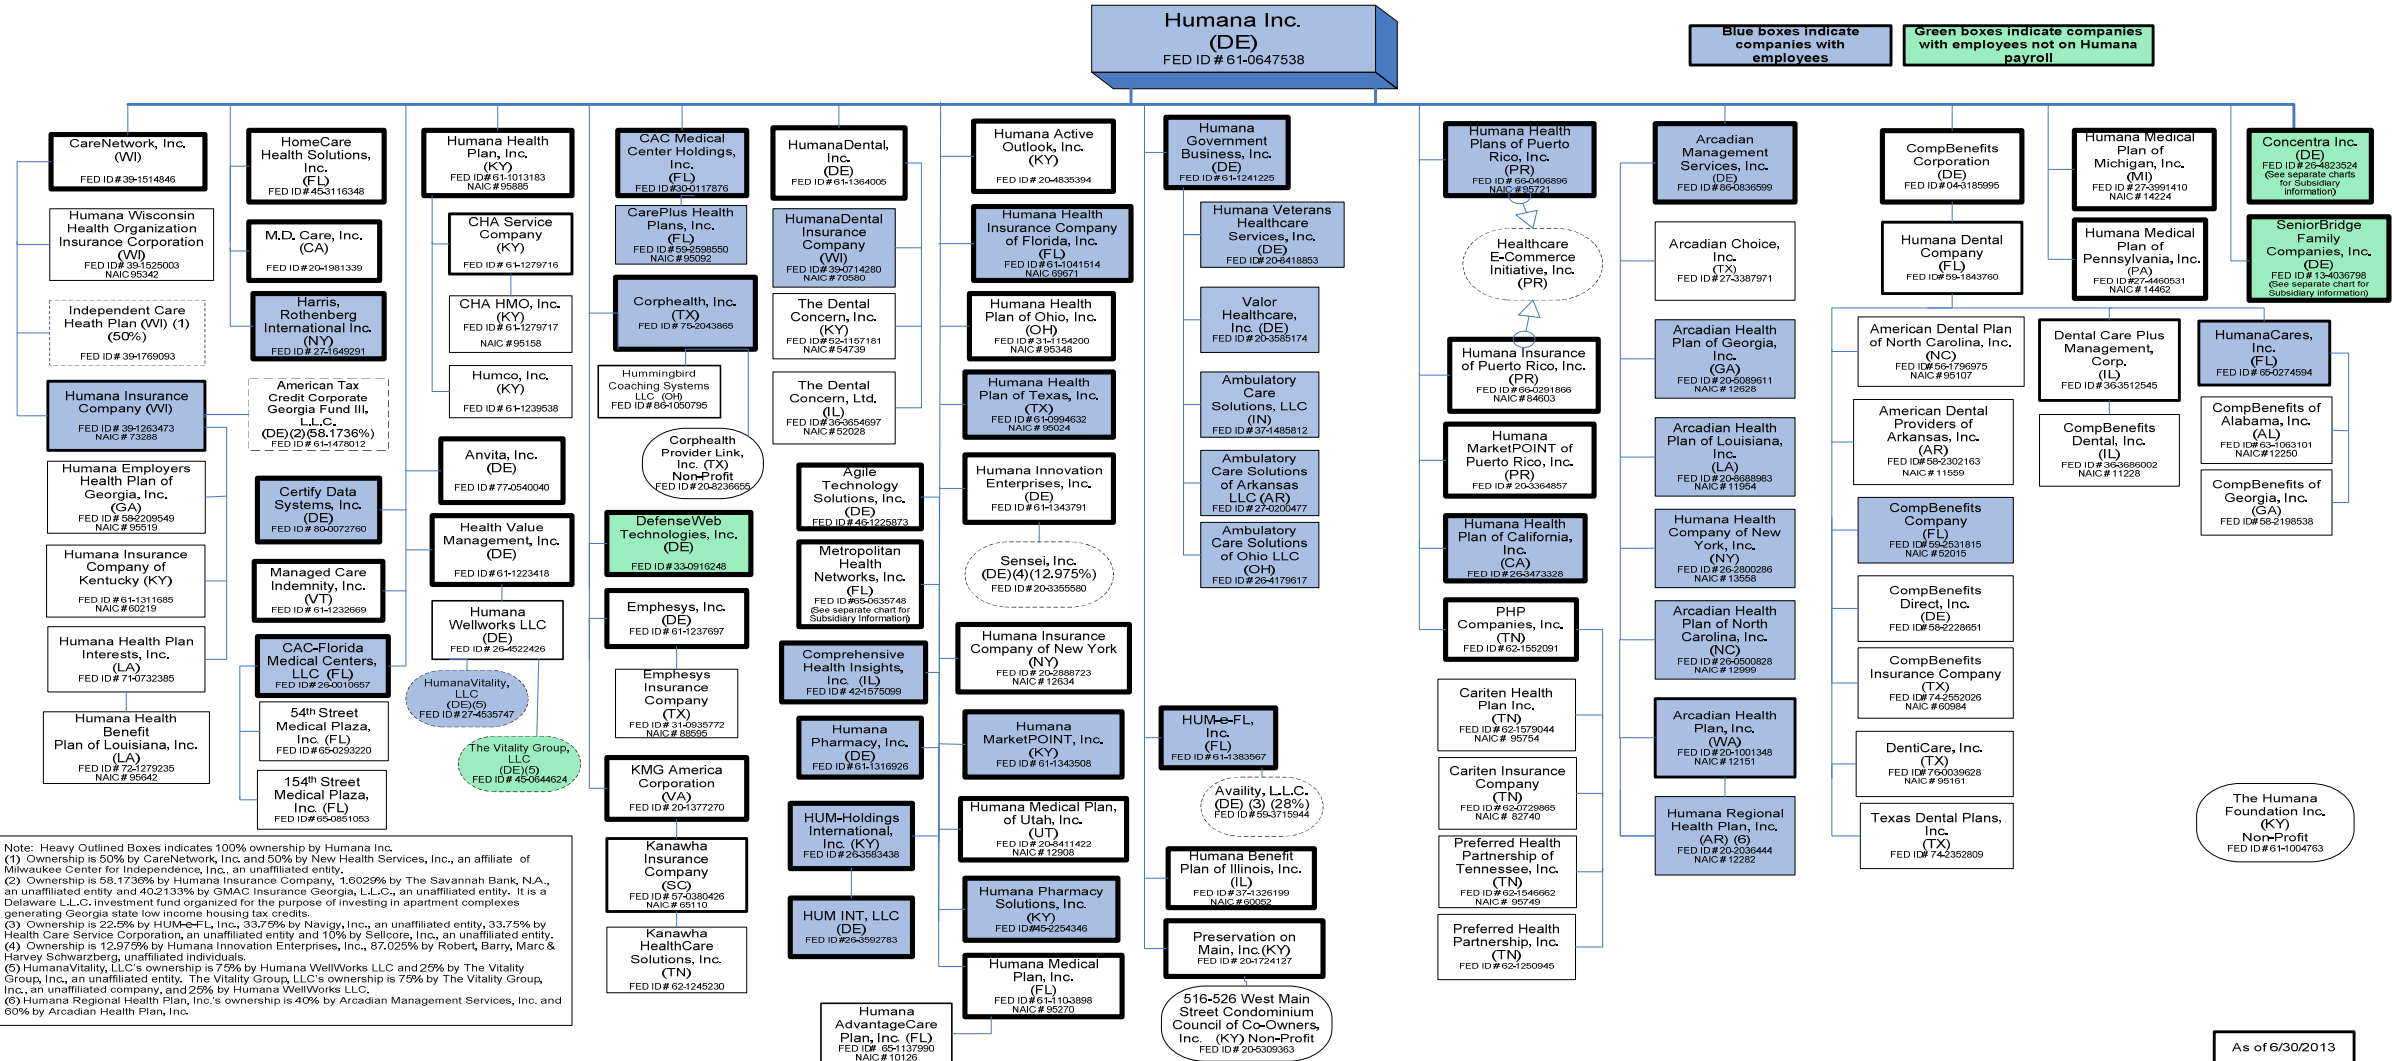 Humana Inc.
(DE)
FED ID # 61-0647538
Blue boxes indicate
companies with
employees
Green boxes indicate companies
with employees not on Humana
payroll
CareNetwork, Inc.
(WI)
FED ID# 39-1514846
Humana Wisconsin
Health Organization
Insurance Corporation
(WI)
FED ID# 39-1525003
NAIC 95342
Independent Care
Heath Plan (WI) (1)
(50%)
FED ID# 39-1769093
Humana Insurance
Company (WI)
FED ID# 39-1263473
NAIC # 73288
American Tax
Credit Corporate
Georgia Fund III,
L.L.C.
(DE)(2)(58.1736%)
FED ID# 61-1478012
Humana Employers
Health Plan of
Georgia, Inc.
(GA)
FED ID# 58-2209549
NAIC # 95519
Humana Insurance
Company of
Kentucky (KY)
FED ID# 61-1311685
NAIC # 60219
Humana Health Plan
Interests, Inc.
(LA)
FED ID# 71-0732385
Humana Health
Benefit
Plan of Louisiana, Inc.
(LA)
FED ID# 72-1279235
NAIC # 95642
HomeCare
Health Solutions,
Inc.
(FL)
FED ID# 45-3116348
M.D. Care, Inc.
(CA)
FED ID# 20-1981339
Harris,
Rothenberg
International Inc.
(NY)
FED ID# 27-1649291
Certify Data
Systems, Inc.
(DE)
FED ID# 80-0072760
Managed Care
Indemnity, Inc.
(VT)
FED ID# 61-1232669
CAC-Florida
Medical Centers,
LLC (FL)
FED ID# 26-0010657
54th Street
Medical Plaza,
Inc. (FL)
FED ID# 65-0293220
154th Street
Medical Plaza,
Inc. (FL)
FED ID# 65-0851053
Humana Health
Plan, Inc.
(KY)
FED ID# 61-1013183
NAIC # 95885
CHA Service
Company
(KY)
FED ID# 61-1279716
CHA HMO, Inc.
(KY)
FED ID# 61-1279717
NAIC # 95158
Humco, Inc.
(KY)
FED ID# 61-1239538
Anvita, Inc.
(DE)
FED ID# 77-0540040
Health Value
Management, Inc.
(DE)
FED ID# 61-1223418
Humana
Wellworks LLC
(DE)
FED ID# 26-4522426
HumanaVitality,
LLC
(DE)(5)
FED ID# 27-4535747
The Vitality Group,
LLC
(DE)(5)
FED ID# 45-0644624
CAC Medical
Center Holdings,
Inc.
(FL)
FED ID#30-0117876
CarePlus Health
Plans, Inc.
(FL)
FED ID# 59-2598550
NAIC # 95092
Corphealth, Inc.
(TX)
FED ID# 75-2043865
Hummingbird
Coaching Systems
LLC (OH)
FED ID# 86-1050795
Corphealth
Provider Link,
Inc. (TX)
Non-Profit
FED ID# 20-8236655
DefenseWeb
Technologies, Inc.
(DE)
FED ID# 33-0916248
Emphesys, Inc.
(DE)
FED ID# 61-1237697
Emphesys
Insurance
Company
(TX)
FED ID# 31-0935772
NAIC # 88595
KMG America
Corporation
(VA)
FED ID# 20-1377270
Kanawha
Insurance
Company
(SC)
FED ID# 57-0380426
NAIC # 65110
Kanawha
HealthCare
Solutions, Inc.
(TN)
FED ID# 62-1245230
HumanaDental,
Inc.
(DE)
FED ID# 61-1364005
HumanaDental
Insurance
Company
(WI)
FED ID# 39-0714280
NAIC # 70580
The Dental
Concern, Inc.
(KY)
FED ID# 52-1157181
NAIC # 54739
The Dental
Concern, Ltd.
(IL)
FED ID# 36-3654697
NAIC # 52028
Agile
Technology
Solutions, Inc.
(DE)
FED ID# 46-1225873
Metropolitan
Health
Networks, Inc.
(FL)
FED ID# 65-0635748
(See separate chart for
Subsidiary Information)
Comprehensive
Health Insights,
Inc. (IL)
FED ID# 42-1575099
Humana
Pharmacy, Inc.
(DE)
FED ID# 61-1316926
HUM-Holdings
International,
Inc. (KY)
FED ID# 26-3583438
HUM INT, LLC
(DE)
FED ID#26-3592783
Humana
AdvantageCare
Plan, Inc. (FL)
FED ID# 65-1137990
NAIC # 10126
Humana Active
Outlook, Inc.
(KY)
FED ID# 20-4835394
Humana Health
Insurance Company
of Florida, Inc.
(FL)
FED ID# 61-1041514
NAIC 69671
Humana Health
Plan of Ohio, Inc.
(OH)
FED ID# 31-1154200
NAIC # 95348
Humana Health
Plan of Texas, Inc.
(TX)
FED ID# 61-0994632
NAIC # 95024
Humana Innovation
Enterprises, Inc.
(DE)
FED ID# 61-1343791
Sensei, Inc.
(DE)(4)(12.975%)
FED ID# 20-3355580
Humana Insurance
Company of New York
(NY)
FED ID# 20-2888723
NAIC # 12634
Humana
MarketPOINT, Inc.
(KY)
FED ID# 61-1343508
Humana Medical Plan,
of Utah, Inc.
(UT)
FED ID# 20-8411422
NAIC # 12908
Humana Pharmacy
Solutions, Inc.
(KY)
FED ID#45-2254346
Humana Medical
Plan, Inc.
(FL)
FED ID# 61-1103898
NAIC # 95270
Humana
Government
Business, Inc.
(DE)
FED ID# 61-1241225
Humana Veterans
Healthcare
Services, Inc.
(DE)
FED ID# 20-8418853
Valor
Healthcare,
Inc. (DE)
FED ID# 20-3585174
Ambulatory
Care
Solutions, LLC
(IN)
FED ID# 37-1485812
Ambulatory
Care Solutions
of Arkansas
LLC (AR)
FED ID# 27-0200477
Ambulatory
Care Solutions
of Ohio LLC
(OH)
FED ID# 26-4179617
HUM-e-FL,
Inc.
(FL)
FED ID# 61-1383567
Availity, L.L.C.
(DE) (3) (28%)
FED ID# 59-3715944
Humana Benefit
Plan of Illinois, Inc.
(IL)
FED ID# 37-1326199
NAIC # 60052
Preservation on
Main, Inc.(KY)
FED ID# 20-1724127
516-526 West Main
Street Condominium
Council of Co-Owners,
Inc. (KY) Non-Profit
FED ID# 20-5309363
Humana Health
Plans of Puerto
Rico, Inc.
(PR)
FED ID# 66-0406896
NAIC # 95721
Healthcare
E-Commerce
Initiative, Inc.
(PR)
Humana Insurance
of Puerto Rico, Inc.
(PR)
FED ID# 66-0291866
NAIC # 84603
Humana
MarketPOINT of
Puerto Rico, Inc.
(PR)
FED ID# 20-3364857
Humana Health
Plan of California,
Inc.
(CA)
FED ID# 26-3473328
PHP
Companies, Inc.
(TN)
FED ID# 62-1552091
Cariten Health
Plan Inc.
(TN)
FED ID# 62-1579044
NAIC # 95754
Cariten Insurance
Company
(TN)
FED ID# 62-0729865
NAIC # 82740
Preferred Health
Partnership of
Tennessee, Inc.
(TN)
FED ID# 62-1546662
NAIC # 95749
Preferred Health
Partnership, Inc.
(TN)
FED ID# 62-1250945
Arcadian
Management
Services, Inc.
(DE)
FED ID# 86-0836599
Arcadian Choice,
Inc.
(TX)
FED ID# 27-3387971
Arcadian Health
Plan of Georgia,
Inc.
(GA)
FED ID# 20-5089611
NAIC # 12628
Arcadian Health
Plan of Louisiana,
Inc.
(LA)
FED ID# 20-8688983
NAIC # 11954
Humana Health
Company of New
York, Inc.
(NY)
FED ID# 26-2800286
NAIC # 13558
Arcadian Health
Plan of North
Carolina, Inc.
(NC)
FED ID# 26-0500828
NAIC # 12999
Arcadian Health
Plan, Inc.
(WA)
FED ID# 20-1001348
NAIC # 12151
Humana Regional
Health Plan, Inc.
(AR) (6)
FED ID# 20-2036444
NAIC # 12282
CompBenefits
Corporation
(DE)
FED ID# 04-3185995
Humana Dental
Company
(FL)
FED ID# 59-1843760
American Dental Plan
of North Carolina, Inc.
(NC)
FED ID# 56-1796975
NAIC # 95107
American Dental
Providers of
Arkansas, Inc.
(AR)
FED ID# 58-2302163
NAIC # 11559
CompBenefits
Company
(FL)
FED ID# 59-2531815
NAIC # 52015
CompBenefits
Direct, Inc.
(DE)
FED ID# 58-2228651
CompBenefits
Insurance Company
(TX)
FED ID# 74-2552026
NAIC # 60984
DentiCare, Inc.
(TX)
FED ID# 76-0039628
NAIC # 95161
Texas Dental Plans,
Inc.
(TX)
FED ID# 74-2352809
Dental Care Plus
Management,
Corp.
(IL)
FED ID# 36-3512545
CompBenefits
Dental, Inc.
(IL)
FED ID# 36-3686002
NAIC # 11228
Humana Medical
Plan of
Michigan, Inc.
(MI)
FED ID# 27-3991410
NAIC # 14224
Humana Medical
Plan of
Pennsylvania, Inc.
(PA)
FED ID# 27-4460531
NAIC # 14462
HumanaCares,
Inc.
(FL)
FED ID# 65-0274594
CompBenefits of
Alabama, Inc.
(AL)
FED ID# 63-1063101
NAIC # 12250
CompBenefits of
Georgia, Inc.
(GA)
FED ID# 58-2198538
Concentra Inc.
(DE)
FED ID# 26-4823524
(See separate charts
for Subsidiary
information)
SeniorBridge
Family
Companies, Inc.
(DE)
FED ID# 13-4036798
(See separate chart for
Subsidiary information)
The Humana
Foundation Inc.
(KY)
Non-Profit
FED ID# 61-1004763
Note: Heavy Outlined Boxes indicates 100% ownership by Humana Inc.
(1) Ownership is 50% by CareNetwork, Inc. and 50% by New Health Services, Inc., an affiliate of
Milwaukee Center for Independence, Inc., an unaffiliated entity.
(2) Ownership is 58.1736% by Humana Insurance Company, 1.6029% by The Savannah Bank, N.A.,
an unaffiliated entity and 40.2133% by GMAC Insurance Georgia, L.L.C., an unaffiliated entity. It is a
Delaware L.L.C. investment fund organized for the purpose of investing in apartment complexes
generating Georgia state low income housing tax credits.
(3) Ownership is 22.5% by HUM-e-FL, Inc., 33.75% by Navigy, Inc., an unaffiliated entity, 33.75% by
Health Care Service Corporation, an unaffiliated entity and 10% by Sellcore, Inc., an unaffiliated entity.
(4) Ownership is 12.975% by Humana Innovation Enterprises, Inc., 87.025% by Robert, Barry, Marc &
Harvey Schwarzberg, unaffiliated individuals.
(5) HumanaVitality, LLC's ownership is 75% by Humana WellWorks LLC and 25% by The Vitality
Group, Inc., an unaffiliated entity. The Vitality Group, LLC's ownership is 75% by The Vitality Group,
Inc., an unaffiliated company, and 25% by Humana WellWorks LLC.
(6) Humana Regional Health Plan, Inc.'s ownership is 40% by Arcadian Management Services, Inc. and
60% by Arcadian Health Plan, Inc.
As of 6/30/2013